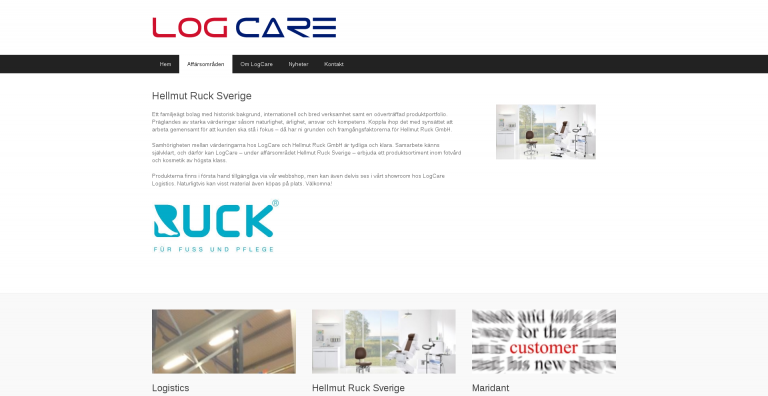 LOG CARE
Hem Affärsområden Om LogCare Nyheter Kontakt
Hellmut Ruck Sverige
Ett familjeägt bolag med historisk bakgrund, internationell och bred verksamhet samt en oöverträffad produktportfolio.
Präglandes av starka värderingar såsom naturlighet, ärlighet, ansvar och kompetens. Koppla ihop det med synsättet att
arbeta gemensamt för att kunden ska stå i fokus – då har ni grunden och framgångsfaktorerna för Hellmut Ruck GmbH.
Samhörigheten mellan värderingarna hos LogCare och Hellmut Ruck GmbH är tydliga och klara. Samarbete känns
självklart, och därför kan LogCare – under affärsområdet Hellmut Ruck Sverige – erbjuda ett produktsortiment inom fotvård
och kosmetik av högsta klass.
Produkterna finns i första hand tillgängliga via vår webbshop, men kan även delvis ses i vårt showroom hos LogCare
Logistics. Naturligtvis kan visst material även köpas på plats. Välkomna!
RUCK®
FÜR FUSS UND PFLEGE
for the
customer
his new play
Logistics Hellmut Ruck Sverige Maridant